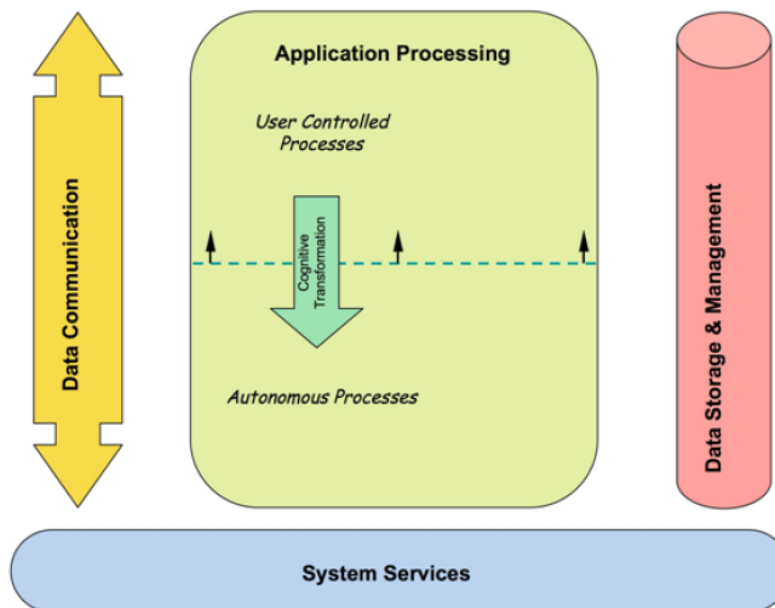 Application Processing
User Controlled
Processes
Cognitive
Transformation
Autonomous Processes
Data Communication
Data Storage & Management
System Services